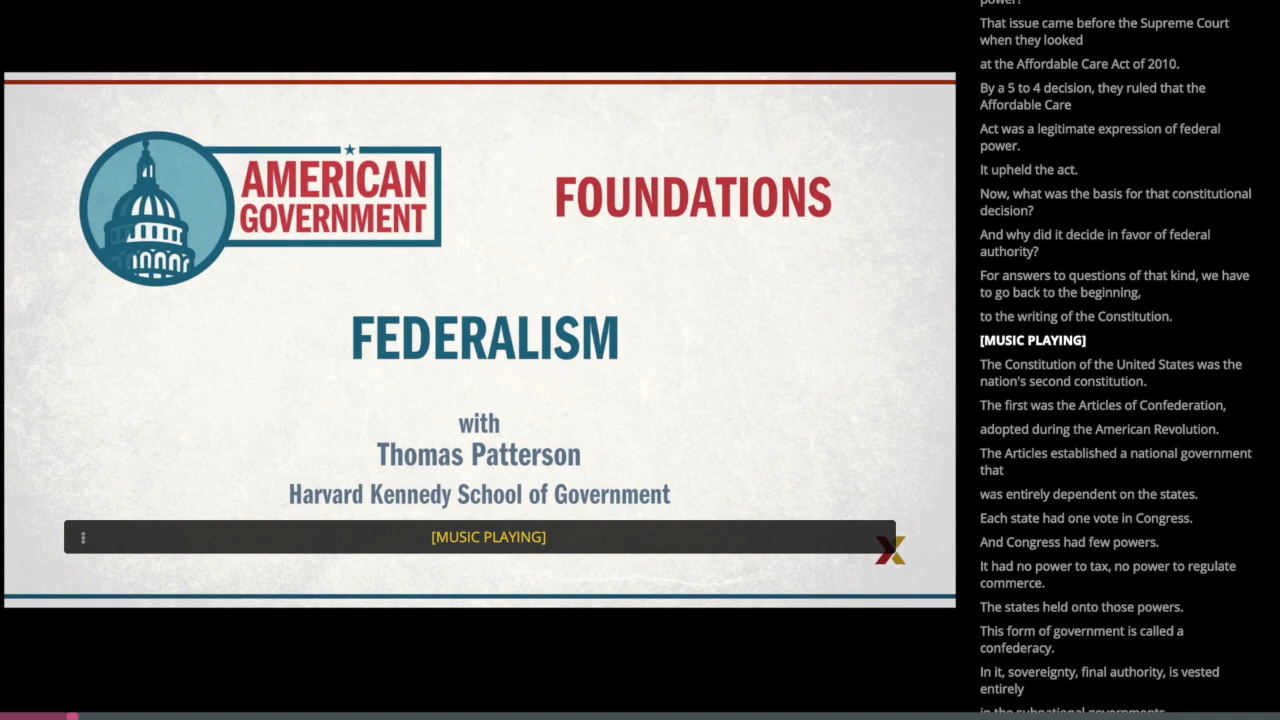 AMERICAN
GOVERNMENT
FOUNDATIONS
FEDERALISM
with
Thomas Patterson
Harvard Kennedy School of Government
[MUSIC PLAYING]
X
power?
That issue came before the Supreme Court
when they looked
at the Affordable Care Act of 2010.
By a 5 to 4 decision, they ruled that the
Affordable Care
Act was a legitimate expression of federal
power.
It upheld the act.
Now, what was the basis for that constitutional
decision?
And why did it decide in favor of federal
authority?
For answers to questions of that kind, we have
to go back to the beginning,
to the writing of the Constitution.
[MUSIC PLAYING]
The Constitution of the United States was the
nation's second constitution.
The first was the Articles of Confederation,
adopted during the American Revolution.
The Articles established a national government
that
was entirely dependent on the states.
Each state had one vote in Congress.
And Congress had few powers.
It had no power to tax, no power to regulate
commerce.
The states held onto those powers.
This form of government is called a
confederacy.
In it, sovereignty, final authority, is vested
entirely
in the subnational governments